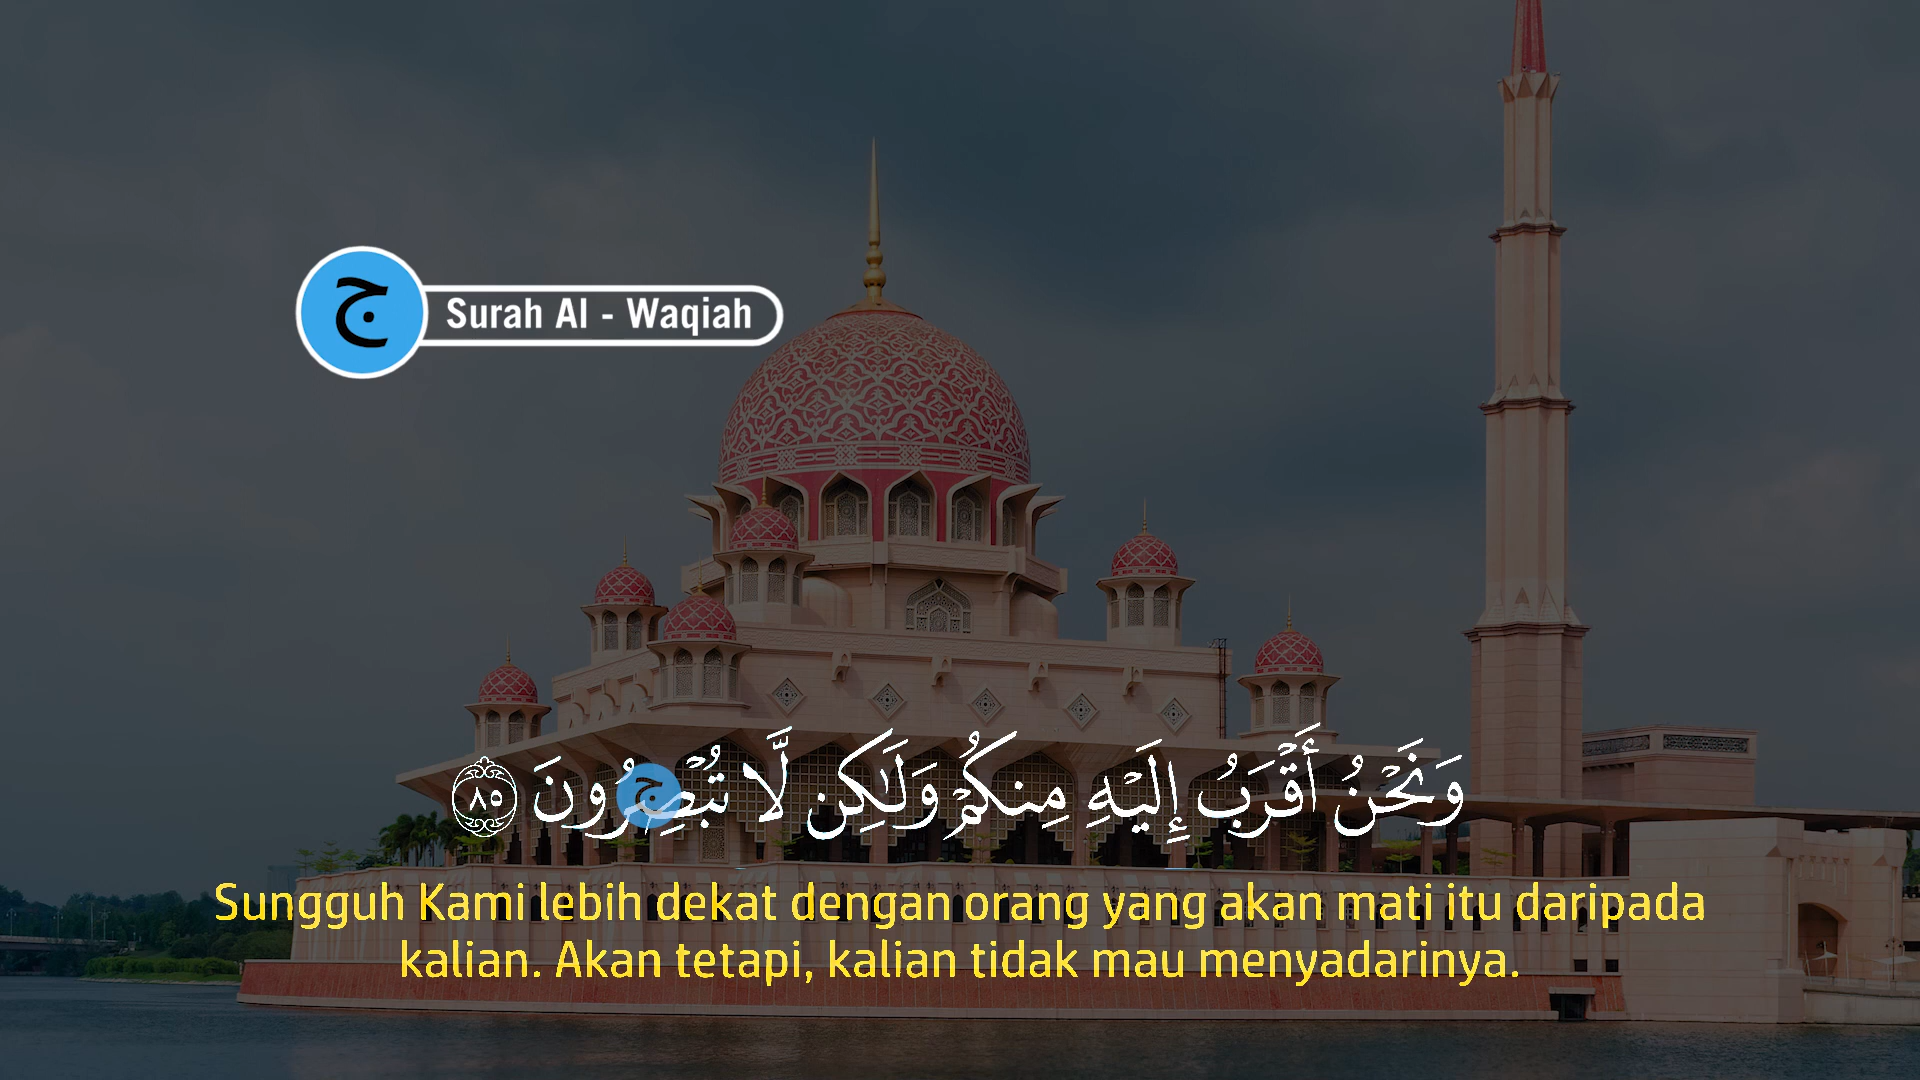 ج
Surah Al - Waqiah
وَنَحْنُ أَقْرَبُ إِلَيْهِ مِنكُمْ وَلَـٰكِن لَّا تُبْصِرُونَ ٨٥
ج
Sungguh Kami lebih dekat dengan orang yang akan mati itu daripada
kalian. Akan tetapi, kalian tidak mau menyadarinya.